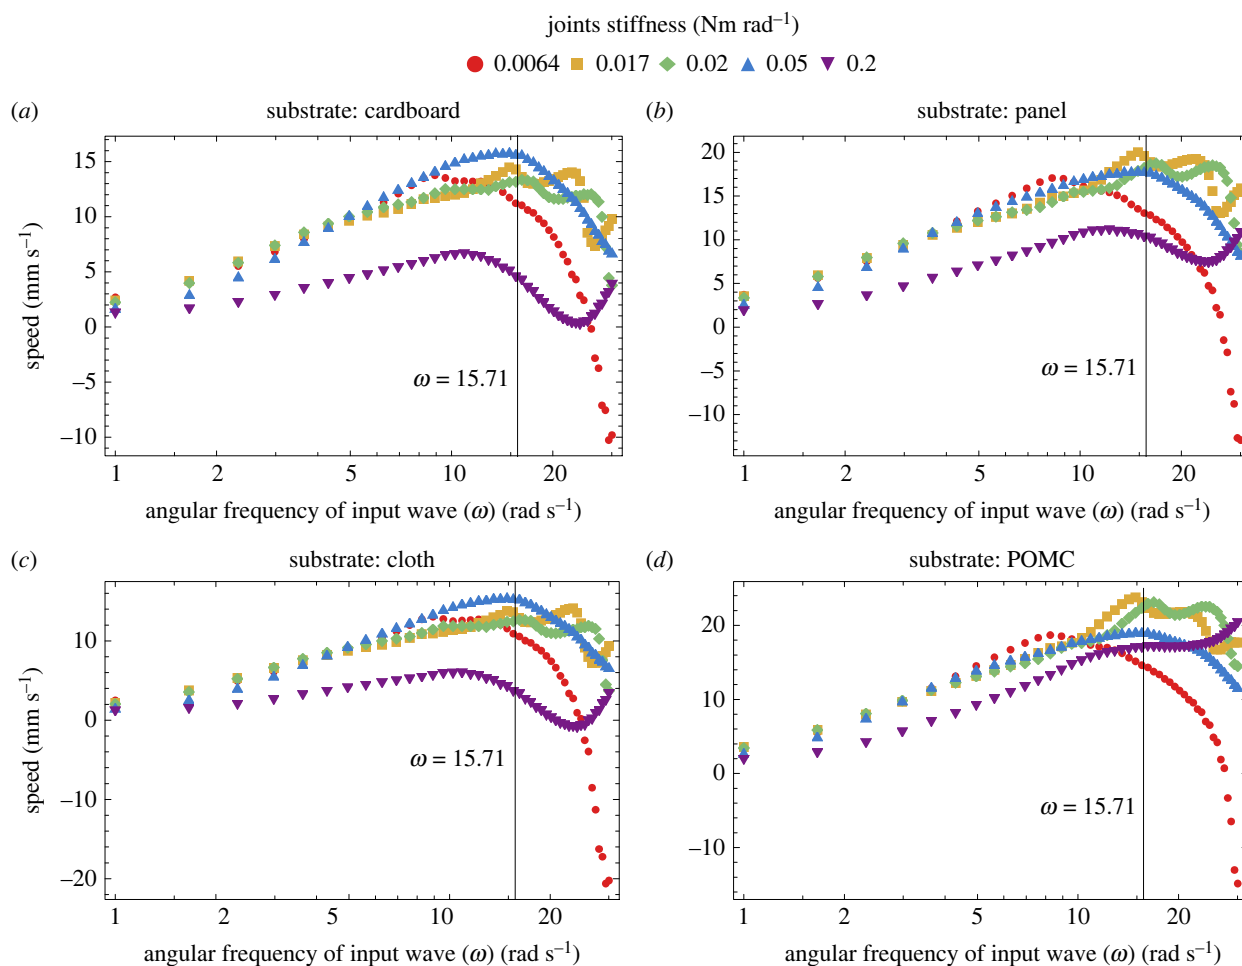 joints stiffness (Nm rad⁻¹)
0.0064 0.017 0.02 0.05 0.2
(a) substrate: cardboard
15
10
5
0
−5
−10
speed (mm s⁻¹)
ω = 15.71
1 2 5 10 20
angular frequency of input wave (ω) (rad s⁻¹)
(b) substrate: panel
20
15
10
5
0
−5
−10
ω = 15.71
1 2 5 10 20
angular frequency of input wave (ω) (rad s⁻¹)
(c) substrate: cloth
10
0
−10
−20
speed (mm s⁻¹)
ω = 15.71
1 2 5 10 20
angular frequency of input wave (ω) (rad s⁻¹)
(d) substrate: POMC
20
10
0
−10
ω = 15.71
1 2 5 10 20
angular frequency of input wave (ω) (rad s⁻¹)